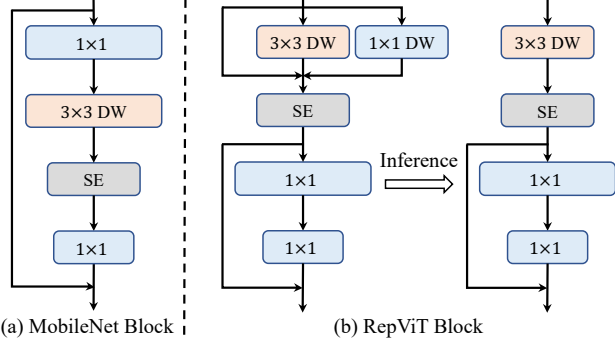 1×1
3×3 DW
SE
1×1
(a) MobileNet Block
3×3 DW
1×1 DW
SE
1×1
1×1
Inference
3×3 DW
SE
1×1
1×1
(b) RepViT Block